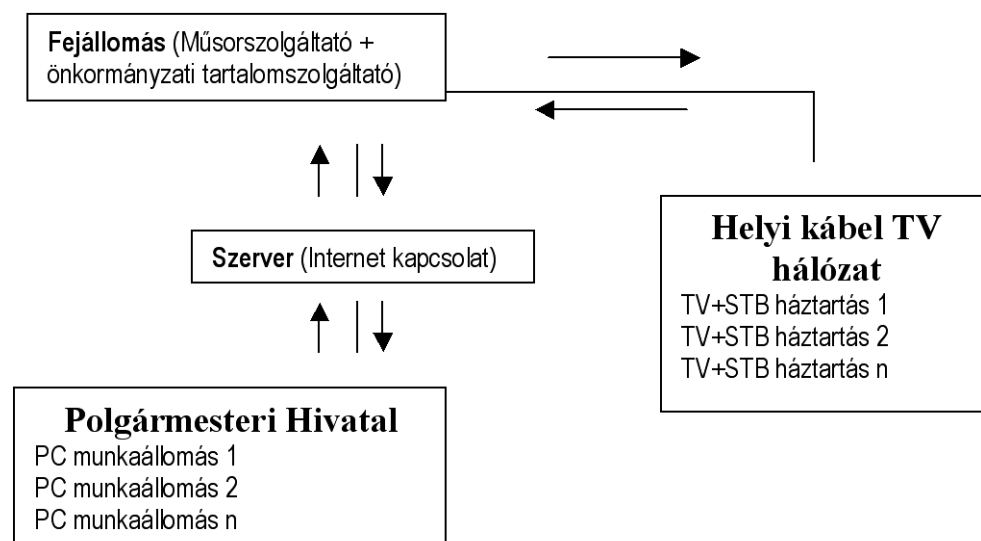 Fejállomás (Műsorszolgáltató +
önkormányzati tartalomszolgáltató)
Szerver (Internet kapcsolat)
Helyi kábel TV
hálózat
TV+STB háztartás 1
TV+STB háztartás 2
TV+STB háztartás n
Polgármesteri Hivatal
PC munkaállomás 1
PC munkaállomás 2
PC munkaállomás n